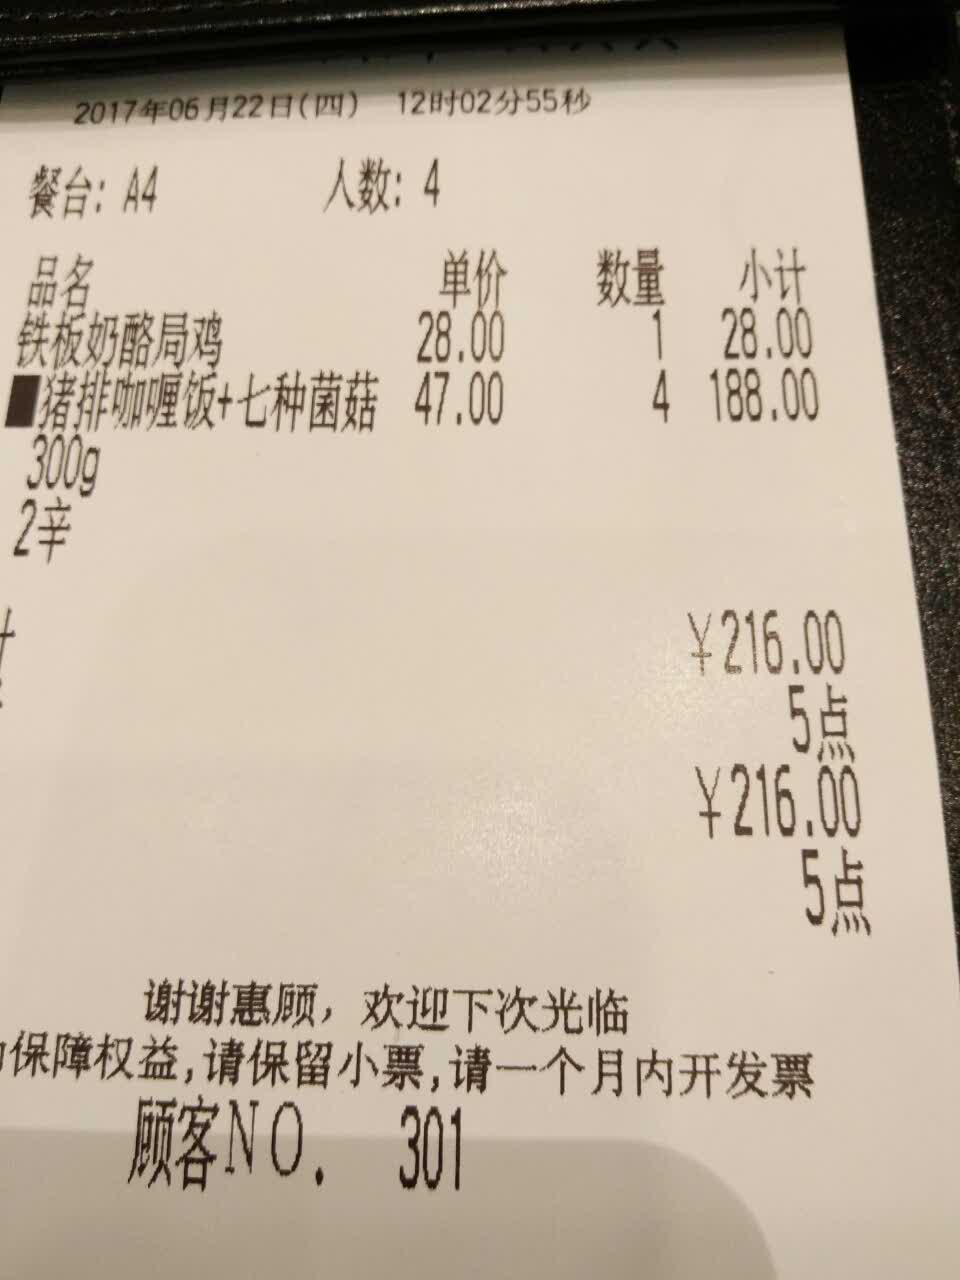 2017年06月22日(四) 12时02分55秒
餐台: A4 人数: 4
品名 单价 数量 小计
铁板奶酪局鸡 28.00 1 28.00
■猪排咖喱饭+七种菌菇 47.00 4 188.00
300g
2辛
¥216.00
5点
¥216.00
5点
谢谢惠顾，欢迎下次光临
保障权益,请保留小票,请一个月内开发票
顾客NO. 301